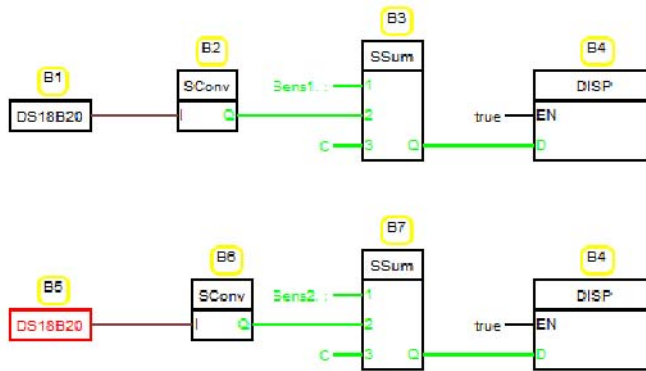 B3
B2
B4
SSum
B1
SConv
Sens1. :
1
DISP
DS18B20
I
Q
2
true
EN
C
3
Q
D
B7
B6
B4
SSum
B5
SConv
Sens2. :
1
DISP
DS18B20
I
Q
2
true
EN
C
3
Q
D